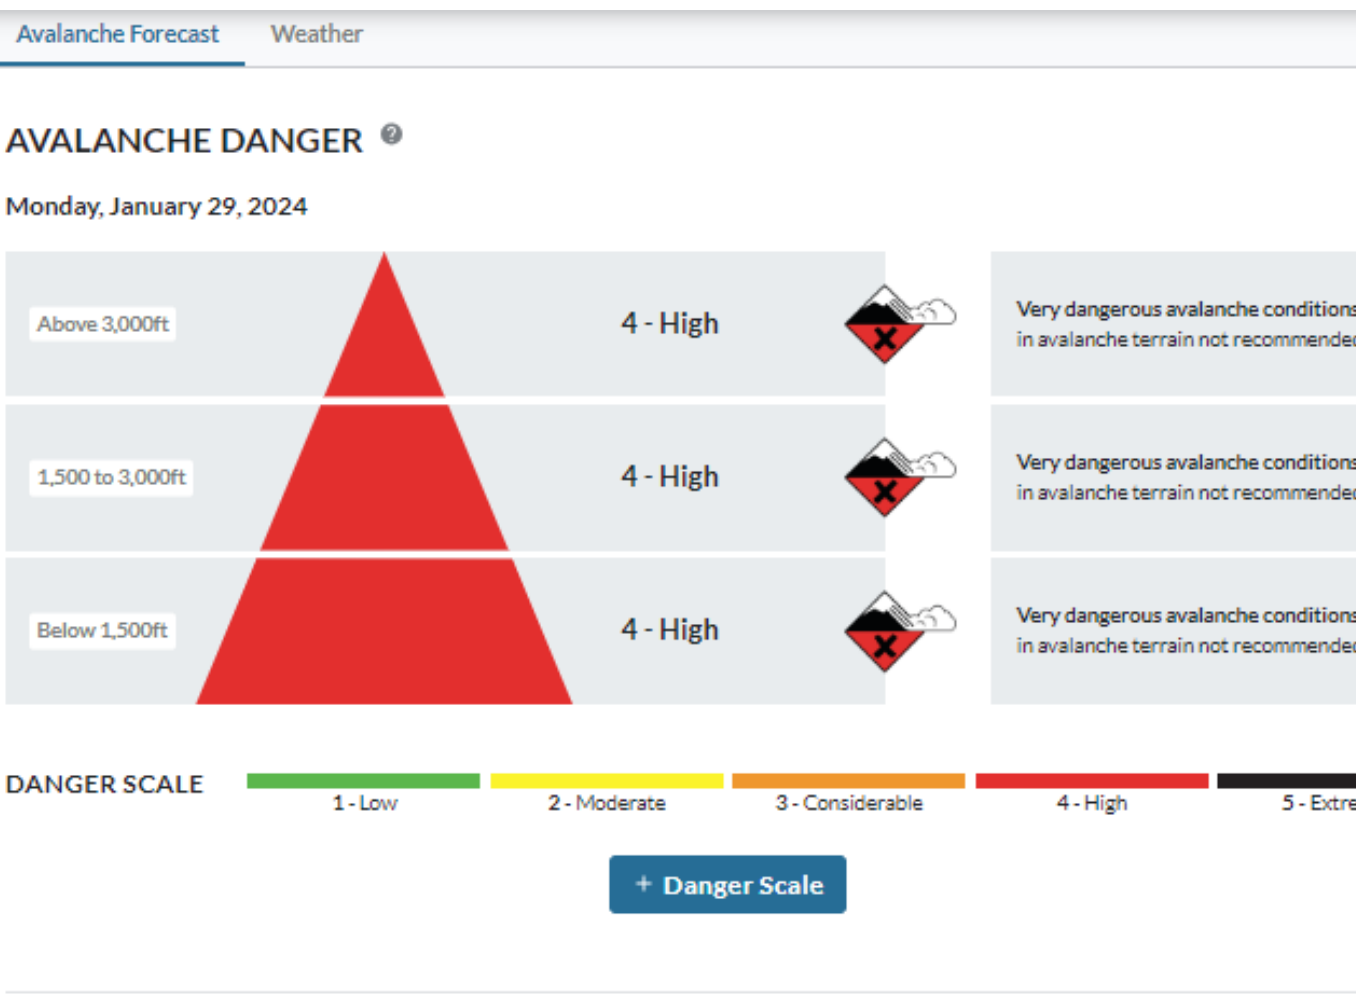 Avalanche Forecast Weather
AVALANCHE DANGER ?
Monday, January 29, 2024
Above 3,000ft 4 - High Very dangerous avalanche conditions
in avalanche terrain not recommended
1,500 to 3,000ft 4 - High Very dangerous avalanche conditions
in avalanche terrain not recommended
Below 1,500ft 4 - High Very dangerous avalanche conditions
in avalanche terrain not recommended
DANGER SCALE 1 - Low 2 - Moderate 3 - Considerable 4 - High 5 - Extre
+ Danger Scale